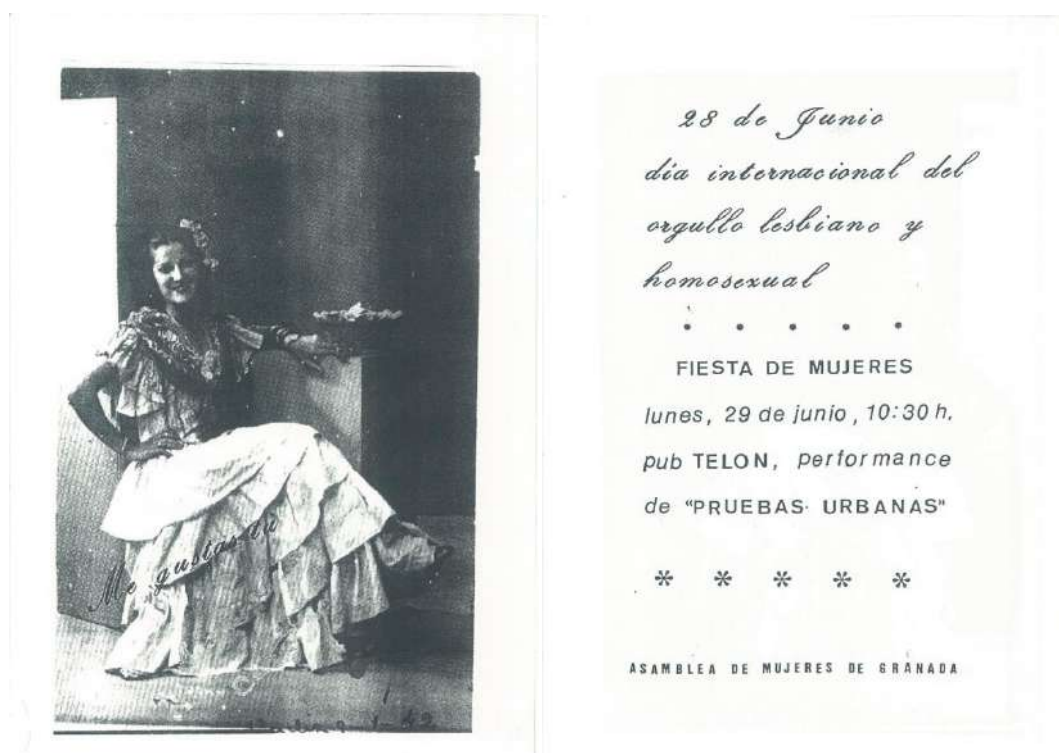 Me gustas tú
28 de Junio
día internacional del
orgullo lesbiano y
homosexual
FIESTA DE MUJERES
lunes, 29 de junio, 10:30 h.
pub TELON, performance
de "PRUEBAS URBANAS"
* * * * *
ASAMBLEA DE MUJERES DE GRANADA